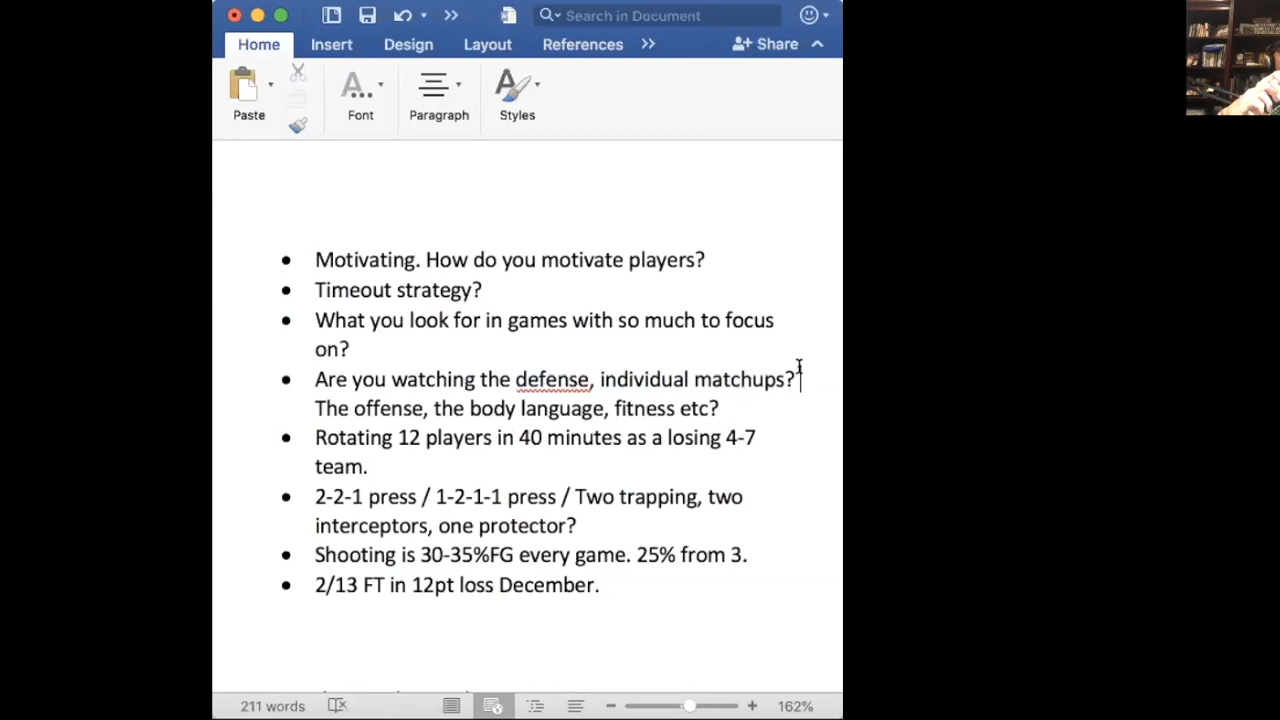 Search in Document
Home Insert Design Layout References >> Share
Paste Font Paragraph Styles
• Motivating. How do you motivate players?
• Timeout strategy?
• What you look for in games with so much to focus
on?
• Are you watching the defense, individual matchups?
The offense, the body language, fitness etc?
• Rotating 12 players in 40 minutes as a losing 4-7
team.
• 2-2-1 press / 1-2-1-1 press / Two trapping, two
interceptors, one protector?
• Shooting is 30-35%FG every game. 25% from 3.
• 2/13 FT in 12pt loss December.
211 words 162%